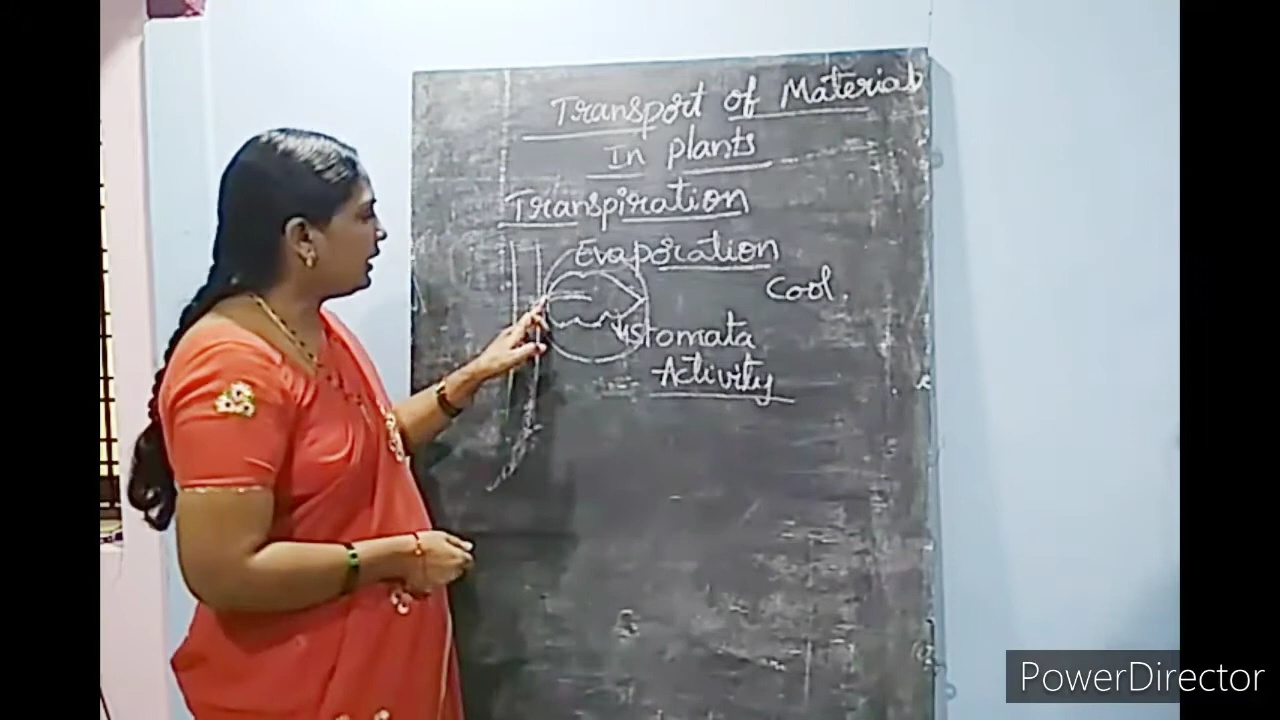 Transport of Materials
In plants
Transpiration
Evaporation
Cool.
Stomata
Activity
PowerDirector